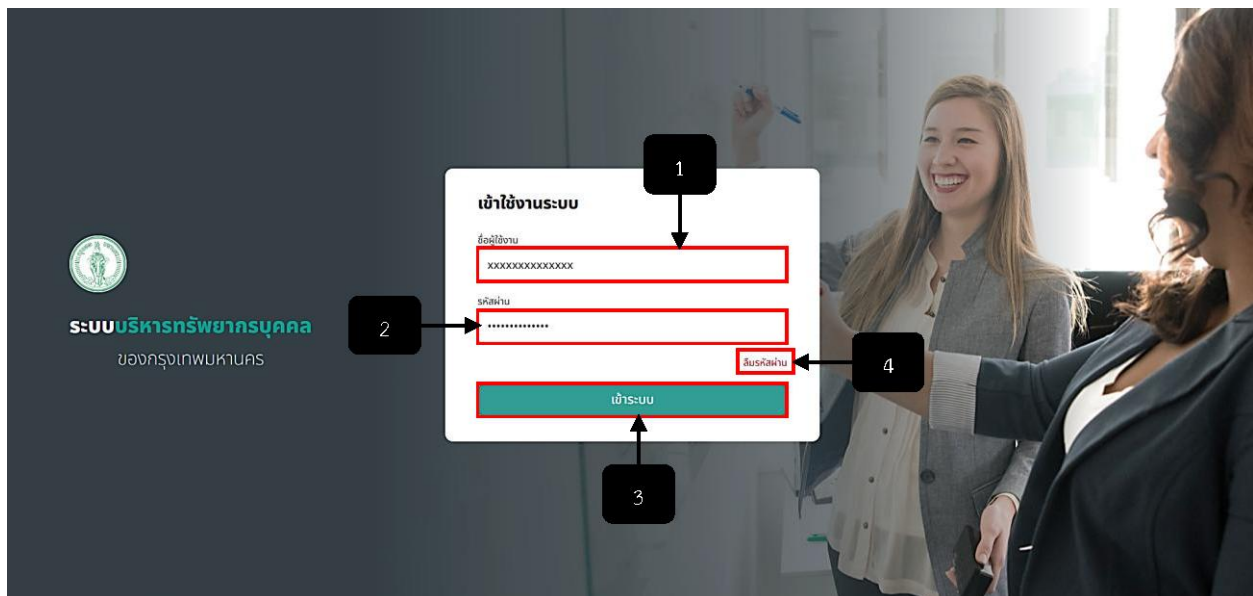 1
เข้าใช้งานระบบ
ชื่อผู้ใช้งาน
xxxxxxxxxxxxxx
รหัสผ่าน
••••••••••••••
2
ลืมรหัสผ่าน
4
เข้าระบบ
3
ระบบบริหารทรัพยากรบุคคล
ของกรุงเทพมหานคร